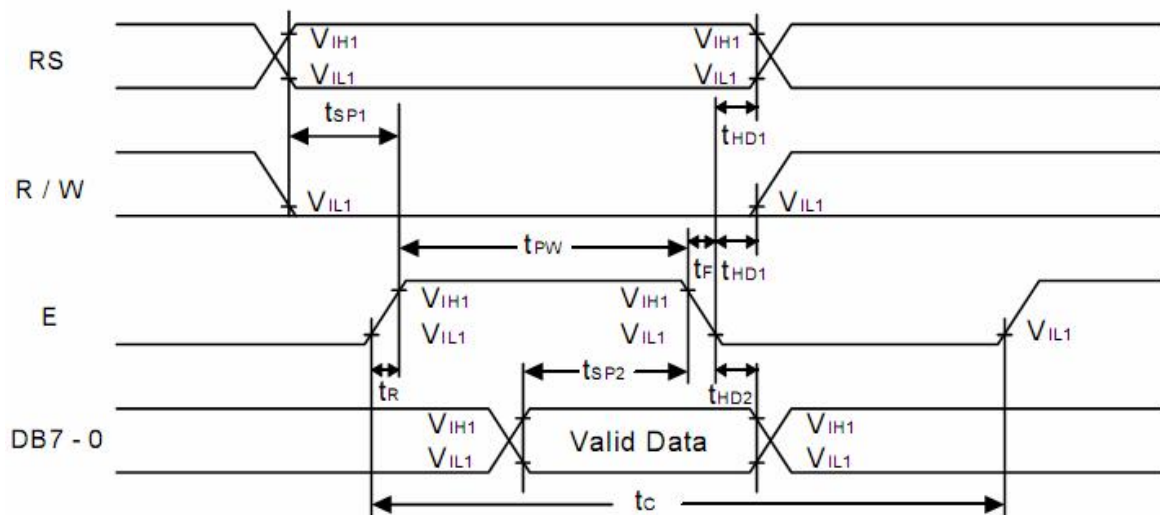 RS
VIH1 VIH1
VIL1 VIL1
tSP1 tHD1
R / W
VIL1 VIL1
tPW tF tHD1
E
VIH1 VIH1
VIL1 VIL1 VIL1
tR tSP2 tHD2
DB7 - 0
VIH1 Valid Data VIH1
VIL1 VIL1
tC